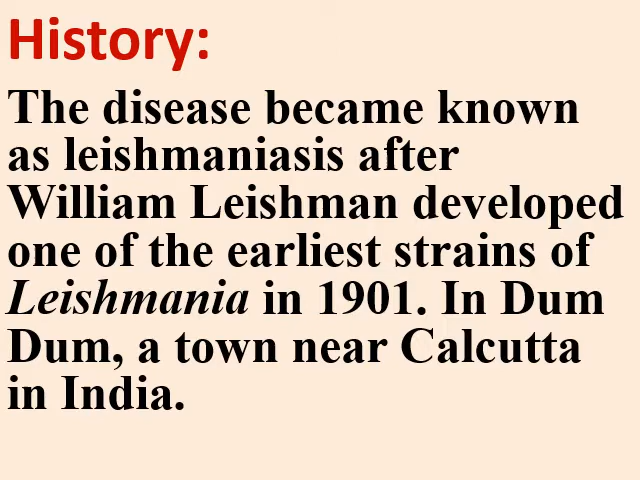 History:
The disease became known
as leishmaniasis after
William Leishman developed
one of the earliest strains of
Leishmania in 1901. In Dum
Dum, a town near Calcutta
in India.